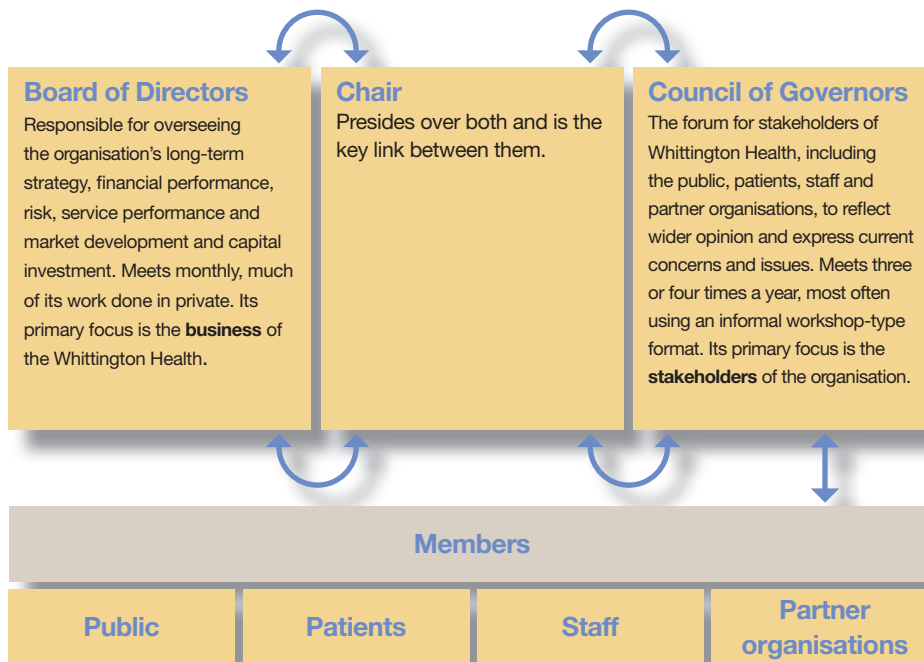 Board of Directors
Responsible for overseeing
the organisation's long-term
strategy, financial performance,
risk, service performance and
market development and capital
investment. Meets monthly, much
of its work done in private. Its
primary focus is the business of
the Whittington Health.
Chair
Presides over both and is the
key link between them.
Council of Governors
The forum for stakeholders of
Whittington Health, including
the public, patients, staff and
partner organisations, to reflect
wider opinion and express current
concerns and issues. Meets three
or four times a year, most often
using an informal workshop-type
format. Its primary focus is the
stakeholders of the organisation.
Members
Public
Patients
Staff
Partner
organisations